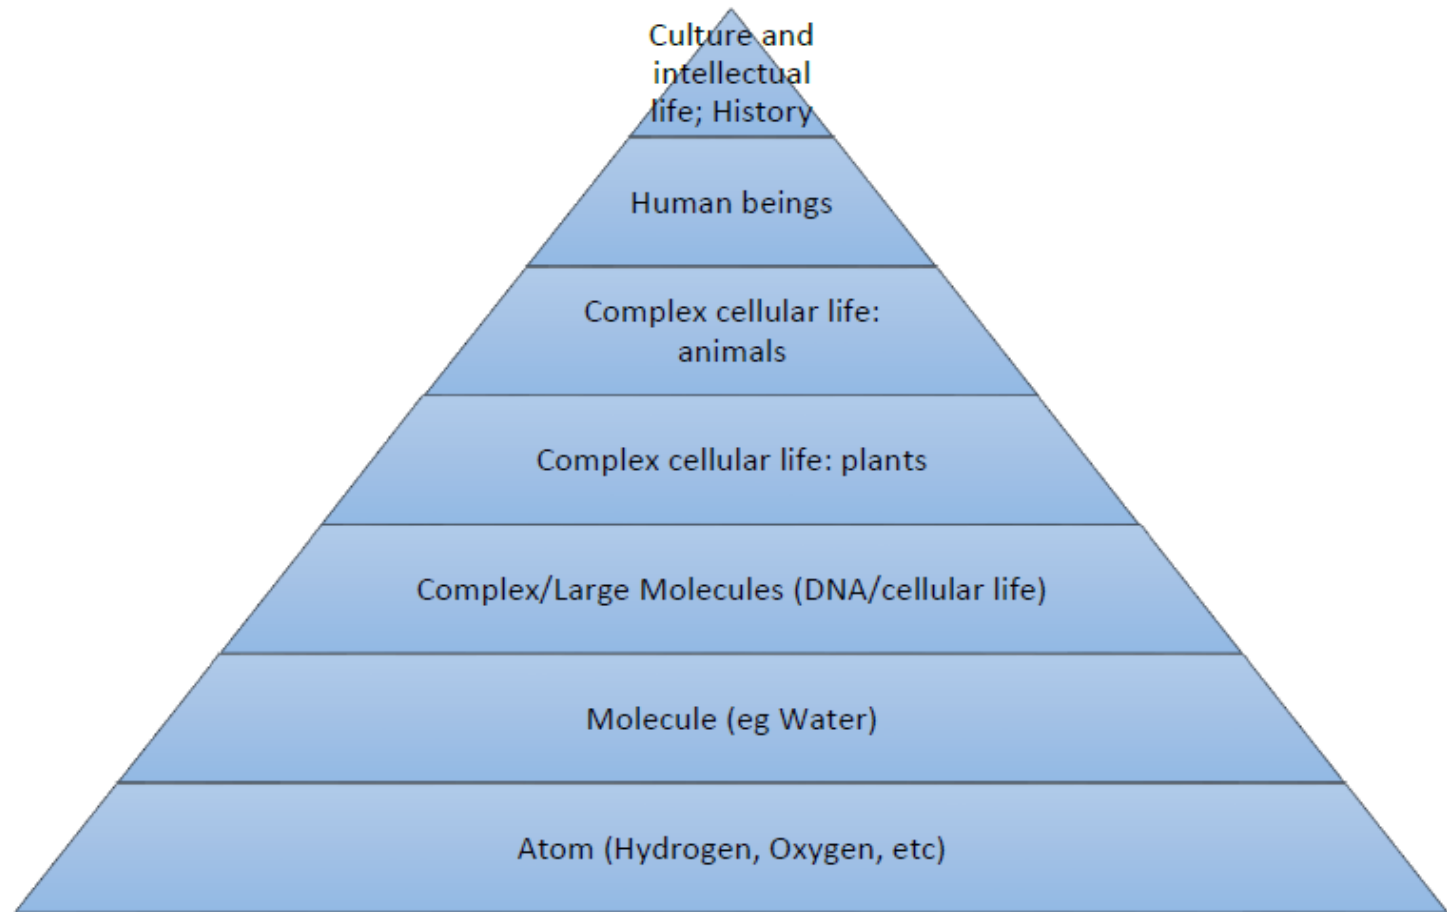 Culture and
intellectual
life; History
Human beings
Complex cellular life:
animals
Complex cellular life: plants
Complex/Large Molecules (DNA/cellular life)
Molecule (eg Water)
Atom (Hydrogen, Oxygen, etc)